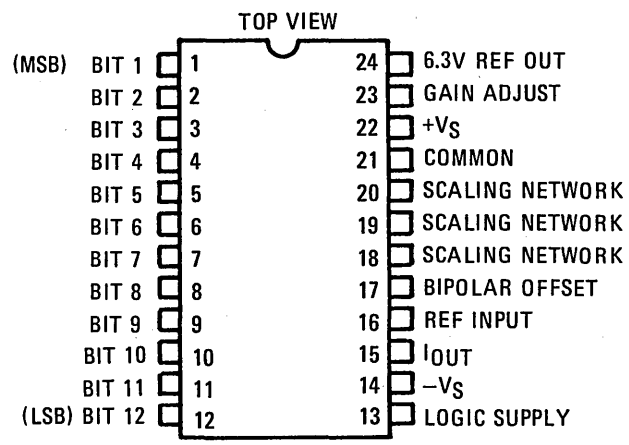 TOP VIEW
(MSB) BIT 1 1 24 6.3V REF OUT
BIT 2 2 23 GAIN ADJUST
BIT 3 3 22 +VS
BIT 4 4 21 COMMON
BIT 5 5 20 SCALING NETWORK
BIT 6 6 19 SCALING NETWORK
BIT 7 7 18 SCALING NETWORK
BIT 8 8 17 BIPOLAR OFFSET
BIT 9 9 16 REF INPUT
BIT 10 10 15 IOUT
BIT 11 11 14 –VS
(LSB) BIT 12 12 13 LOGIC SUPPLY